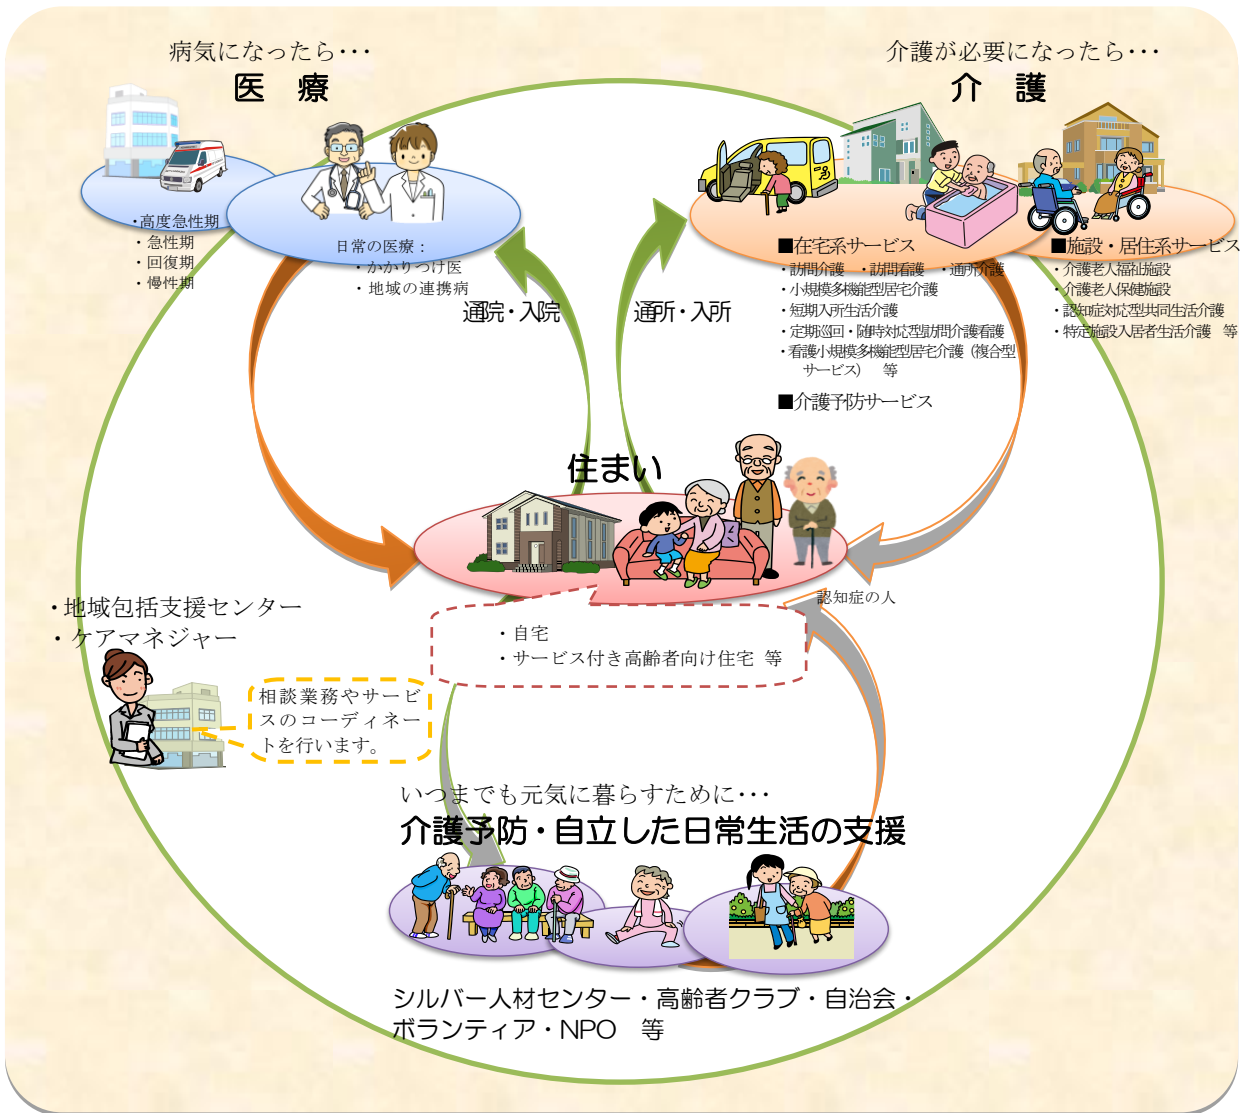 病気になったら・・・
医　療
・高度急性期
・急性期
・回復期
・慢性期
日常の医療：
・かかりつけ医
・地域の連携病
通院・入院
介護が必要になったら・・・
介　護
■在宅系サービス
・訪問介護　・訪問看護　・通所介護
・小規模多機能型居宅介護
・短期入所生活介護
・定期巡回・随時対応型訪問介護看護
・看護小規模多機能型居宅介護（複合型
サービス）　等
■介護予防サービス
■施設・居住系サービス
・介護老人福祉施設
・介護老人保健施設
・認知症対応型共同生活介護
・特定施設入居者生活介護　等
通所・入所
住まい
認知症の人
・自宅
・サービス付き高齢者向け住宅 等
・地域包括支援センター
・ケアマネジャー
相談業務やサービ
スのコーディネー
トを行います。
いつまでも元気に暮らすために・・・
介護予防・自立した日常生活の支援
シルバー人材センター・高齢者クラブ・自治会・
ボランティア・NPO　等